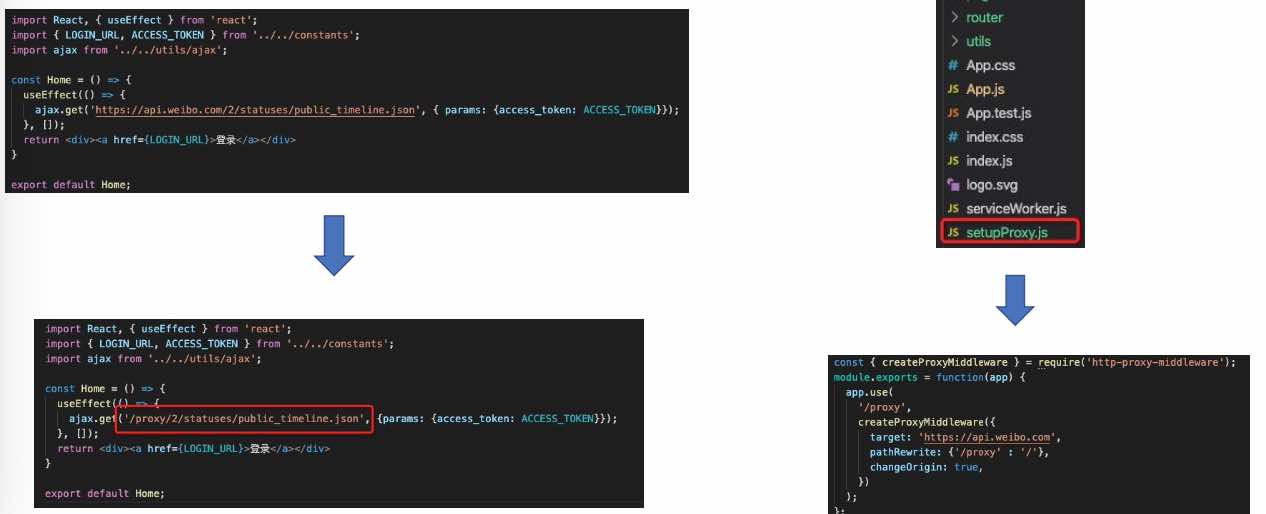 import React, { useEffect } from 'react';
import { LOGIN_URL, ACCESS_TOKEN } from '../../constants';
import ajax from '../../utils/ajax';
const Home = () => {
useEffect(() => {
ajax.get('https://api.weibo.com/2/statuses/public_timeline.json', { params: {access_token: ACCESS_TOKEN}});
}, []);
return <div><a href={LOGIN_URL}>登录</a></div>
}
export default Home;
import React, { useEffect } from 'react';
import { LOGIN_URL, ACCESS_TOKEN } from '../../constants';
import ajax from '../../utils/ajax';
const Home = () => {
useEffect(() => {
ajax.get('/proxy/2/statuses/public_timeline.json', {params: {access_token: ACCESS_TOKEN}});
}, []);
return <div><a href={LOGIN_URL}>登录</a></div>
}
export default Home;
> router
> utils
# App.css
JS App.js
JS App.test.js
# index.css
JS index.js
logo.svg
JS serviceWorker.js
JS setupProxy.js
const { createProxyMiddleware } = require('http-proxy-middleware');
module.exports = function(app) {
app.use(
'/proxy',
createProxyMiddleware({
target: 'https://api.weibo.com',
pathRewrite: {'/proxy' : '/'},
changeOrigin: true,
})
);
};